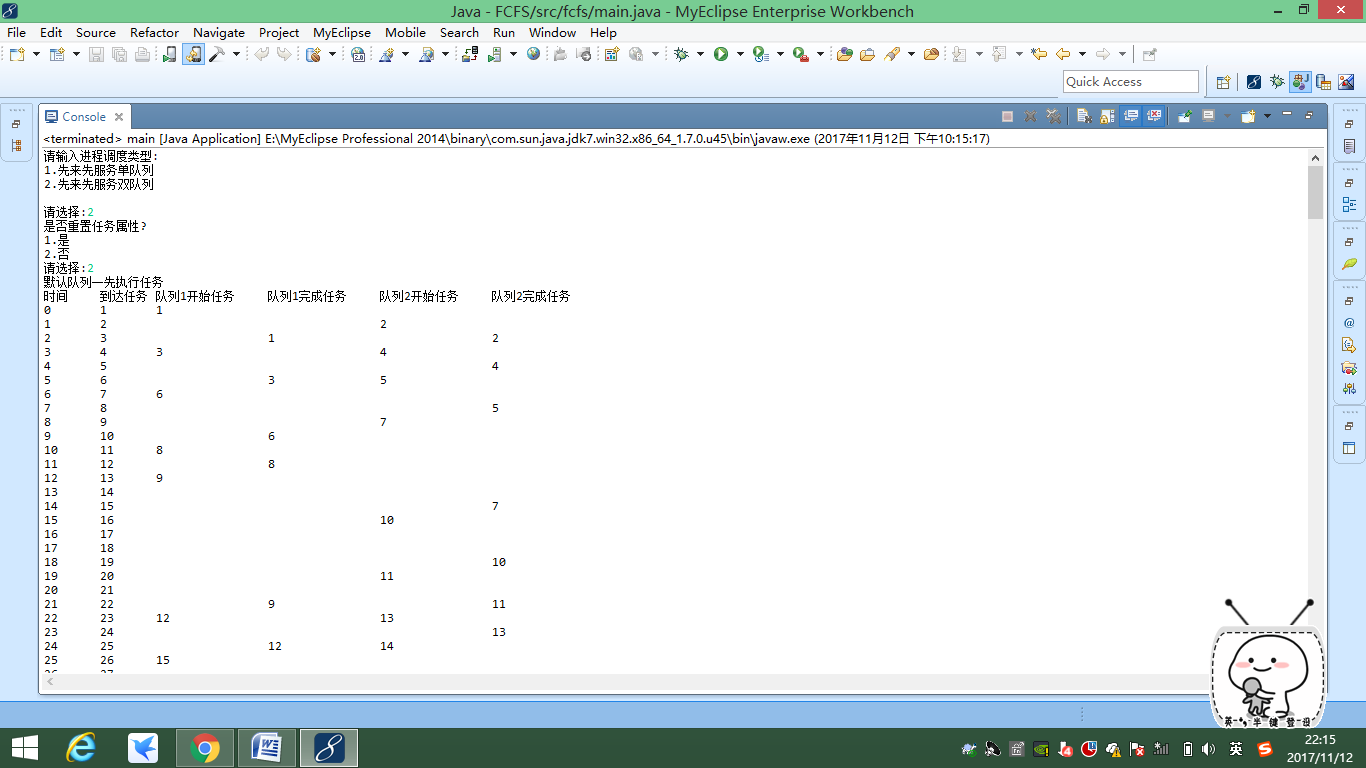 Java - FCFS/src/fcfs/main.java - MyEclipse Enterprise Workbench
File Edit Source Refactor Navigate Project MyEclipse Mobile Search Run Window Help
Quick Access
Console
<terminated> main [Java Application] E:\MyEclipse Professional 2014\binary\com.sun.java.jdk7.win32.x86_64_1.7.0.u45\bin\javaw.exe (2017年11月12日 下午10:15:17)
请输入进程调度类型:
1.先来先服务单队列
2.先来先服务双队列
请选择:2
是否重置任务属性?
1.是
2.否
请选择:2
默认队列一先执行任务
时间 到达任务 队列1开始任务 队列1完成任务 队列2开始任务 队列2完成任务
0 1 1
1 2 2
2 3 1 2
3 4 3 4
4 5 4
5 6 3 5
6 7 6
7 8 5
8 9 7
9 10 6
10 11 8
11 12 8
12 13 9
13 14
14 15 7
15 16 10
16 17
17 18
18 19 10
19 20 11
20 21
21 22 9 11
22 23 12 13
23 24 13
24 25 12 14
25 26 15
英 半 键 登 设
英
22:15
2017/11/12